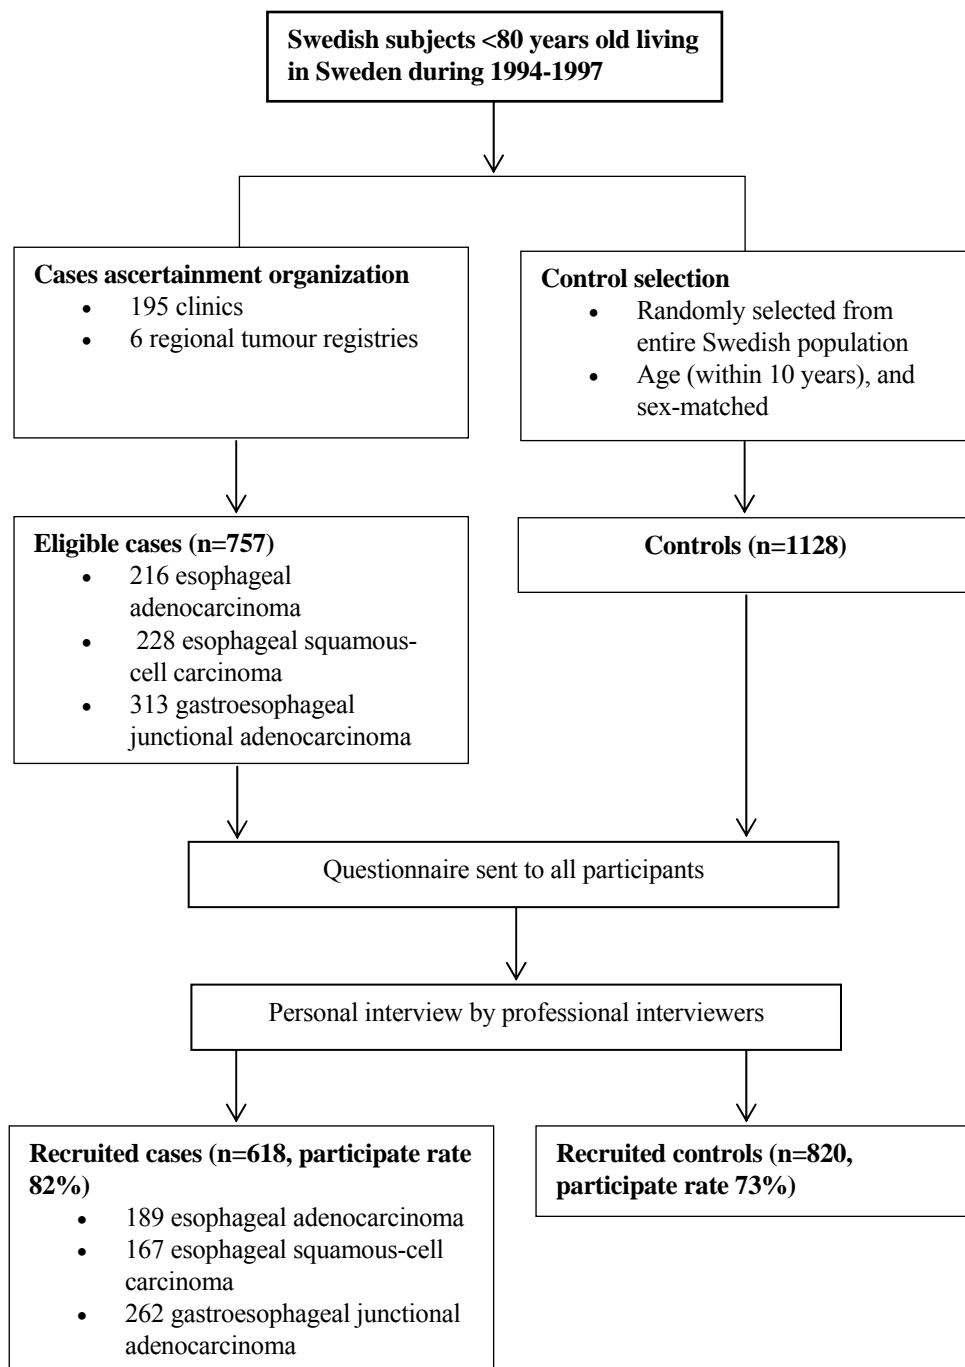 Swedish subjects <80 years old living
in Sweden during 1994-1997
Cases ascertainment organization
• 195 clinics
• 6 regional tumour registries
Control selection
• Randomly selected from
entire Swedish population
• Age (within 10 years), and
sex-matched
Eligible cases (n=757)
• 216 esophageal
adenocarcinoma
• 228 esophageal squamous-
cell carcinoma
• 313 gastroesophageal
junctional adenocarcinoma
Controls (n=1128)
Questionnaire sent to all participants
Personal interview by professional interviewers
Recruited cases (n=618, participate rate
82%)
• 189 esophageal adenocarcinoma
• 167 esophageal squamous-cell
carcinoma
• 262 gastroesophageal junctional
adenocarcinoma
Recruited controls (n=820,
participate rate 73%)